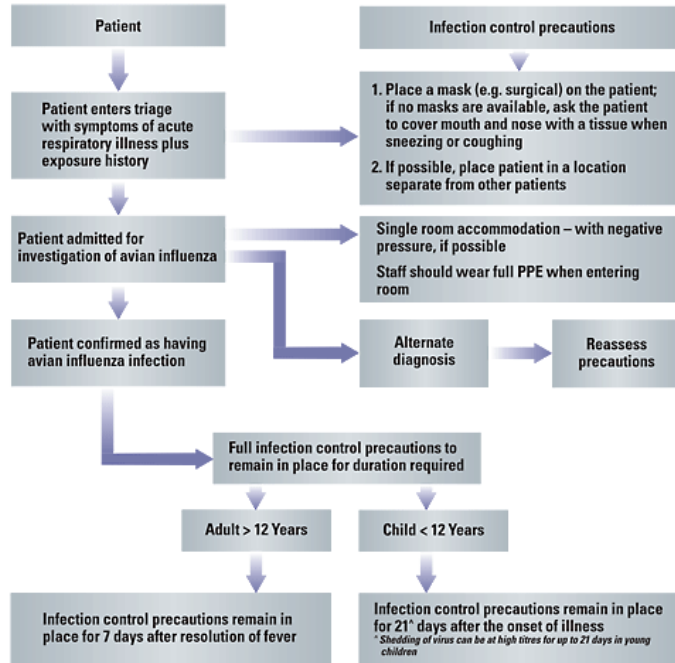 Patient
Infection control precautions
Patient enters triage
with symptoms of acute
respiratory illness plus
exposure history
1. Place a mask (e.g. surgical) on the patient;
if no masks are available, ask the patient
to cover mouth and nose with a tissue when
sneezing or coughing
2. If possible, place patient in a location
separate from other patients
Patient admitted for
investigation of avian influenza
Single room accommodation – with negative
pressure, if possible
Staff should wear full PPE when entering
room
Patient confirmed as having
avian influenza infection
Alternate
diagnosis
Reassess
precautions
Full infection control precautions to
remain in place for duration required
Adult > 12 Years
Child < 12 Years
Infection control precautions remain in
place for 7 days after resolution of fever
Infection control precautions remain in place
for 21^ days after the onset of illness
^ Shedding of virus can be at high titres for up to 21 days in young
children